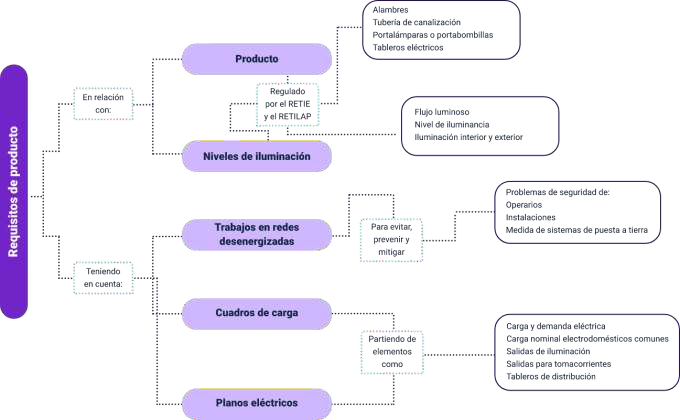 Requisitos de producto
En relación
con:
Producto
Regulado
por el RETIE
y el RETILAP
Niveles de iluminación
Alambres
Tubería de canalización
Portalámparas o portabombillas
Tableros eléctricos
Flujo luminoso
Nivel de iluminancia
Iluminación interior y exterior
Teniendo
en cuenta:
Trabajos en redes
desenergizadas
Para evitar,
prevenir y
mitigar
Problemas de seguridad de:
Operarios
Instalaciones
Medida de sistemas de puesta a tierra
Cuadros de carga
Planos eléctricos
Partiendo de
elementos
como
Carga y demanda eléctrica
Carga nominal electrodomésticos comunes
Salidas de iluminación
Salidas para tomacorrientes
Tableros de distribución